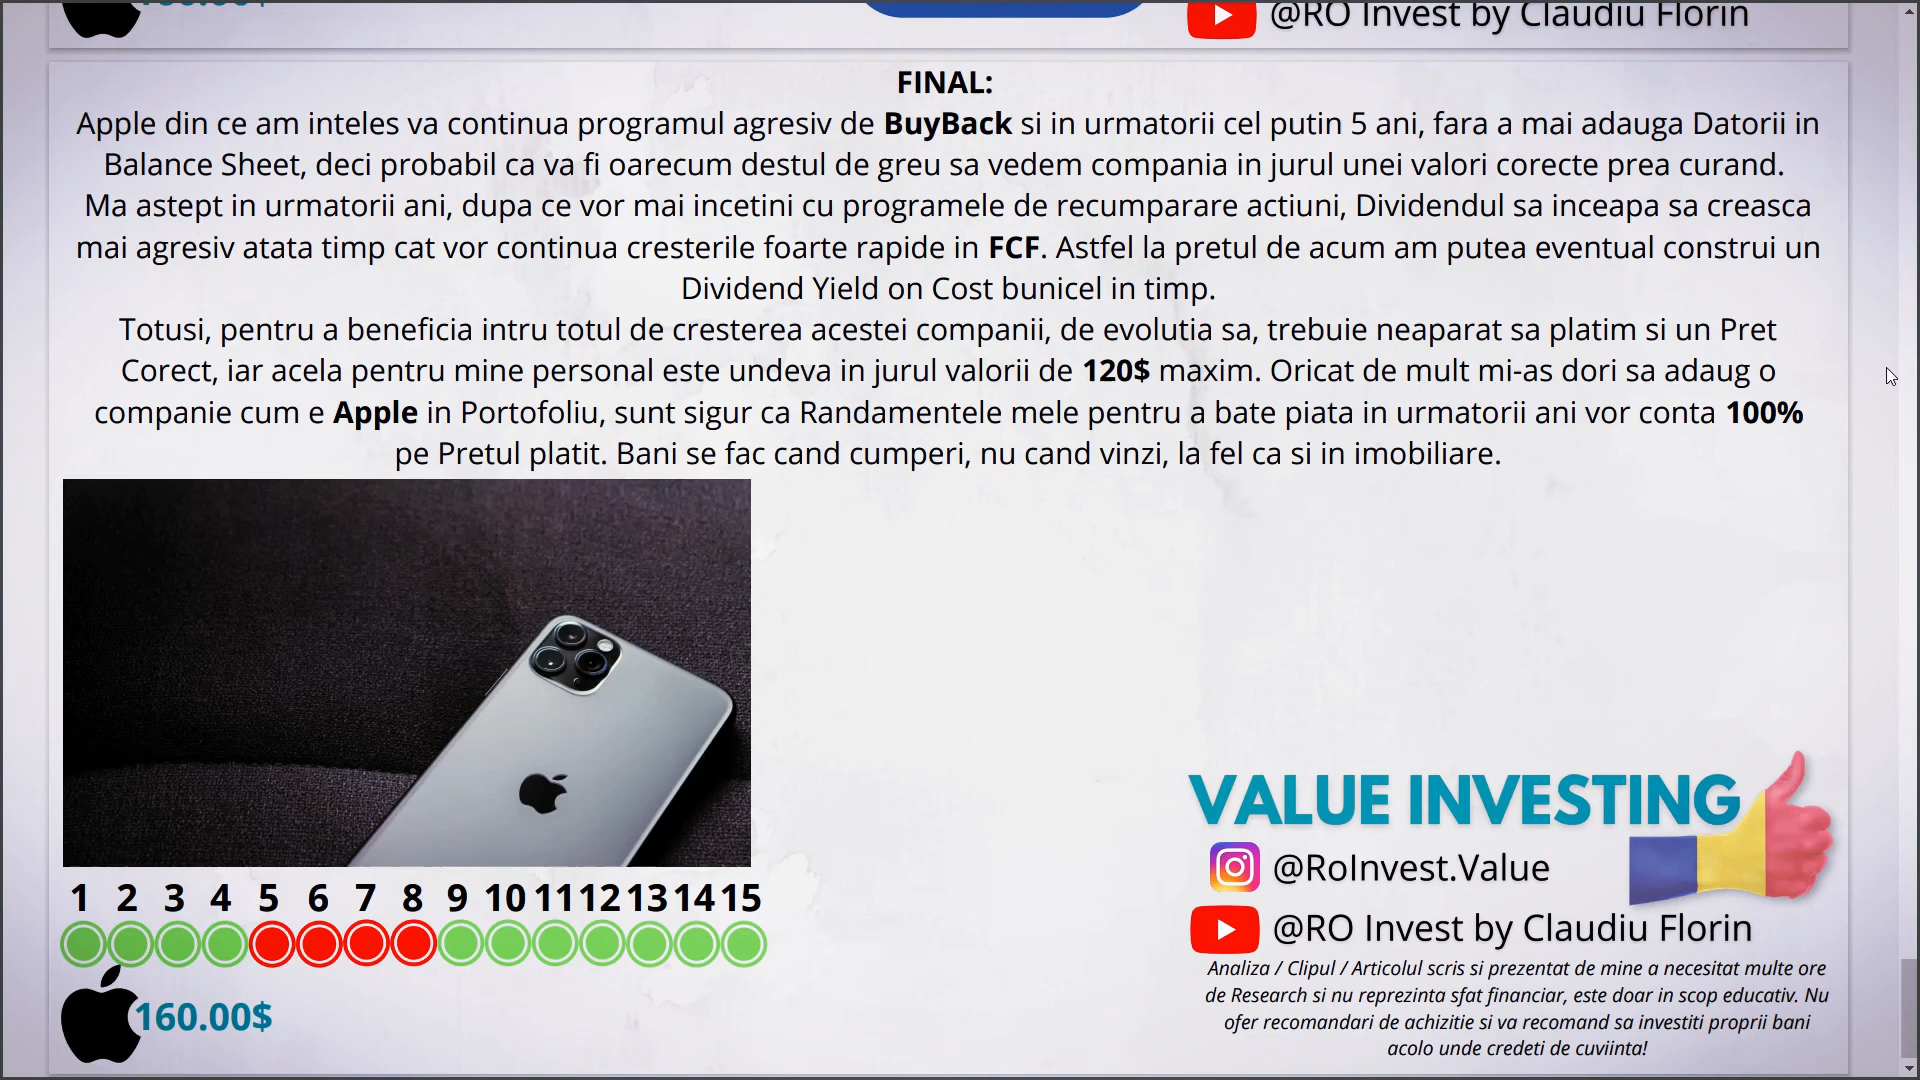 @RO Invest by Claudiu Florin
FINAL:
Apple din ce am inteles va continua programul agresiv de BuyBack si in urmatorii cel putin 5 ani, fara a mai adauga Datorii in
Balance Sheet, deci probabil ca va fi oarecum destul de greu sa vedem compania in jurul unei valori corecte prea curand.
Ma astept in urmatorii ani, dupa ce vor mai incetini cu programele de recumparare actiuni, Dividendul sa inceapa sa creasca
mai agresiv atata timp cat vor continua cresterile foarte rapide in FCF. Astfel la pretul de acum am putea eventual construi un
Dividend Yield on Cost bunicel in timp.
Totusi, pentru a beneficia intru totul de cresterea acestei companii, de evolutia sa, trebuie neaparat sa platim si un Pret
Corect, iar acela pentru mine personal este undeva in jurul valorii de 120$ maxim. Oricat de mult mi-as dori sa adaug o
companie cum e Apple in Portofoliu, sunt sigur ca Randamentele mele pentru a bate piata in urmatorii ani vor conta 100%
pe Pretul platit. Bani se fac cand cumperi, nu cand vinzi, la fel ca si in imobiliare.
1 2 3 4 5 6 7 8 9 10 11 12 13 14 15
160.00$
VALUE INVESTING
@RoInvest.Value
@RO Invest by Claudiu Florin
Analiza / Clipul / Articolul scris si prezentat de mine a necesitat multe ore
de Research si nu reprezinta sfat financiar, este doar in scop educativ. Nu
ofer recomandari de achizitie si va recomand sa investiti proprii bani
acolo unde credeti de cuviinta!